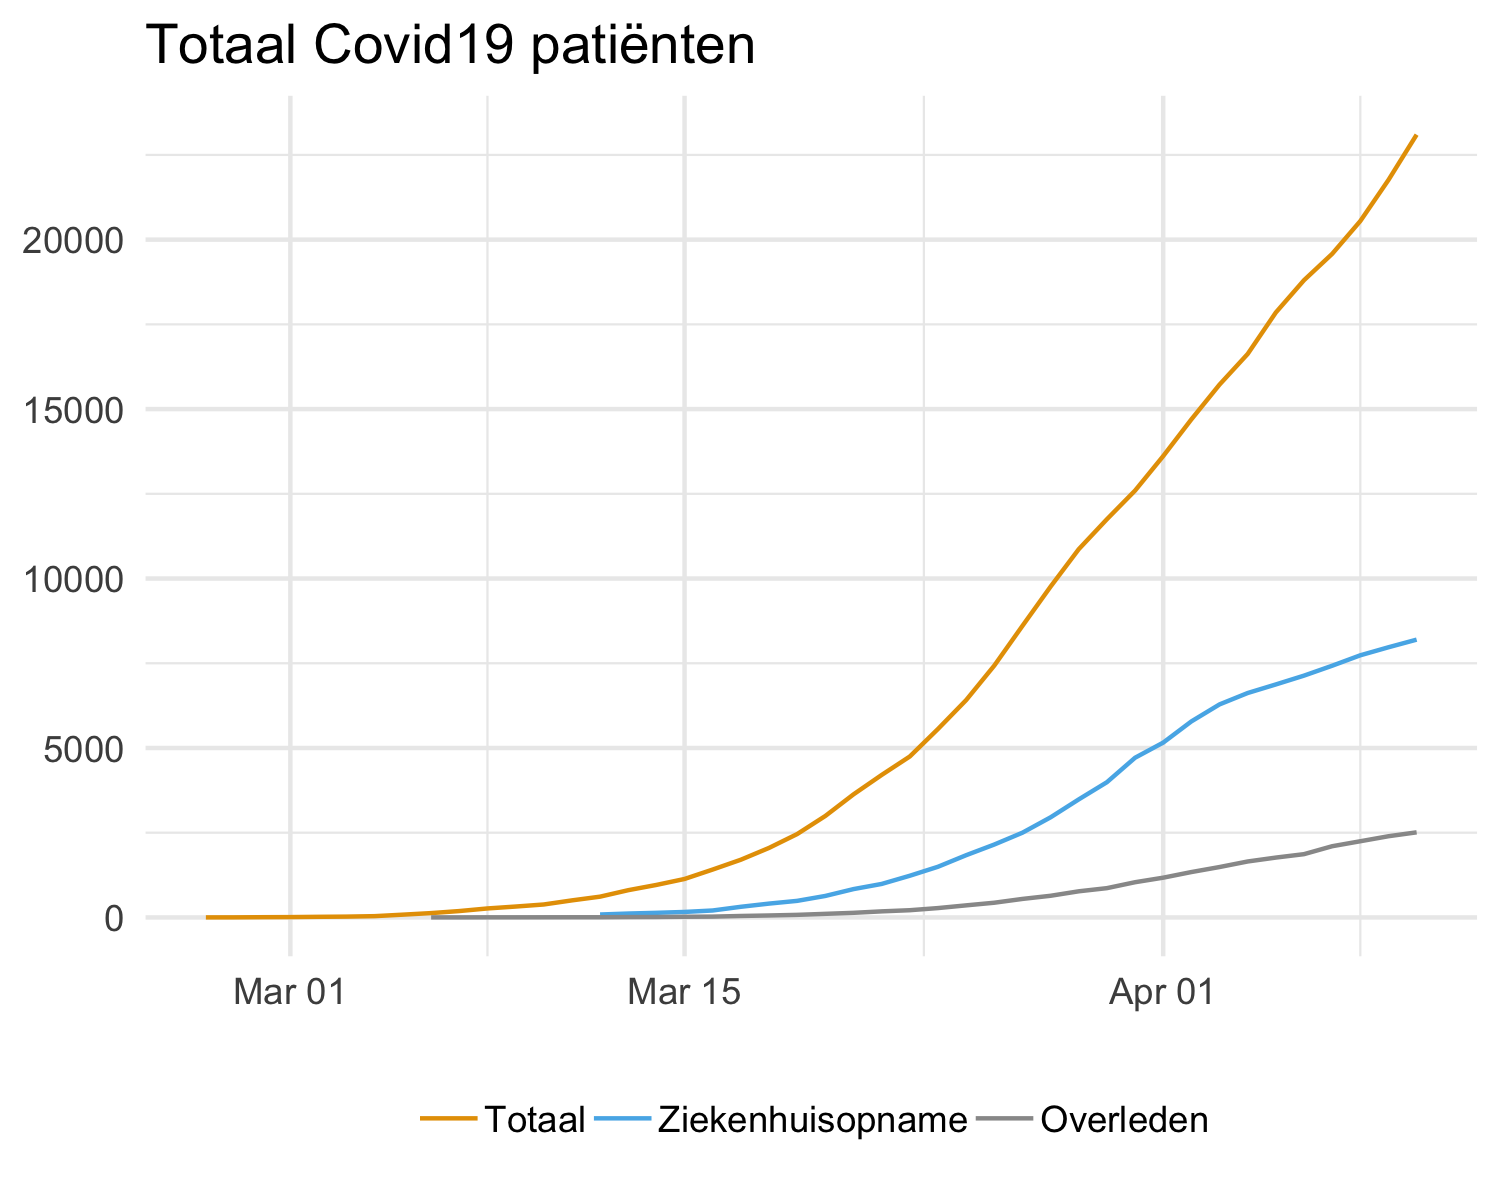 Totaal Covid19 patiënten
20000
15000
10000
5000
0
Mar 01 Mar 15 Apr 01
Totaal Ziekenhuisopname Overleden